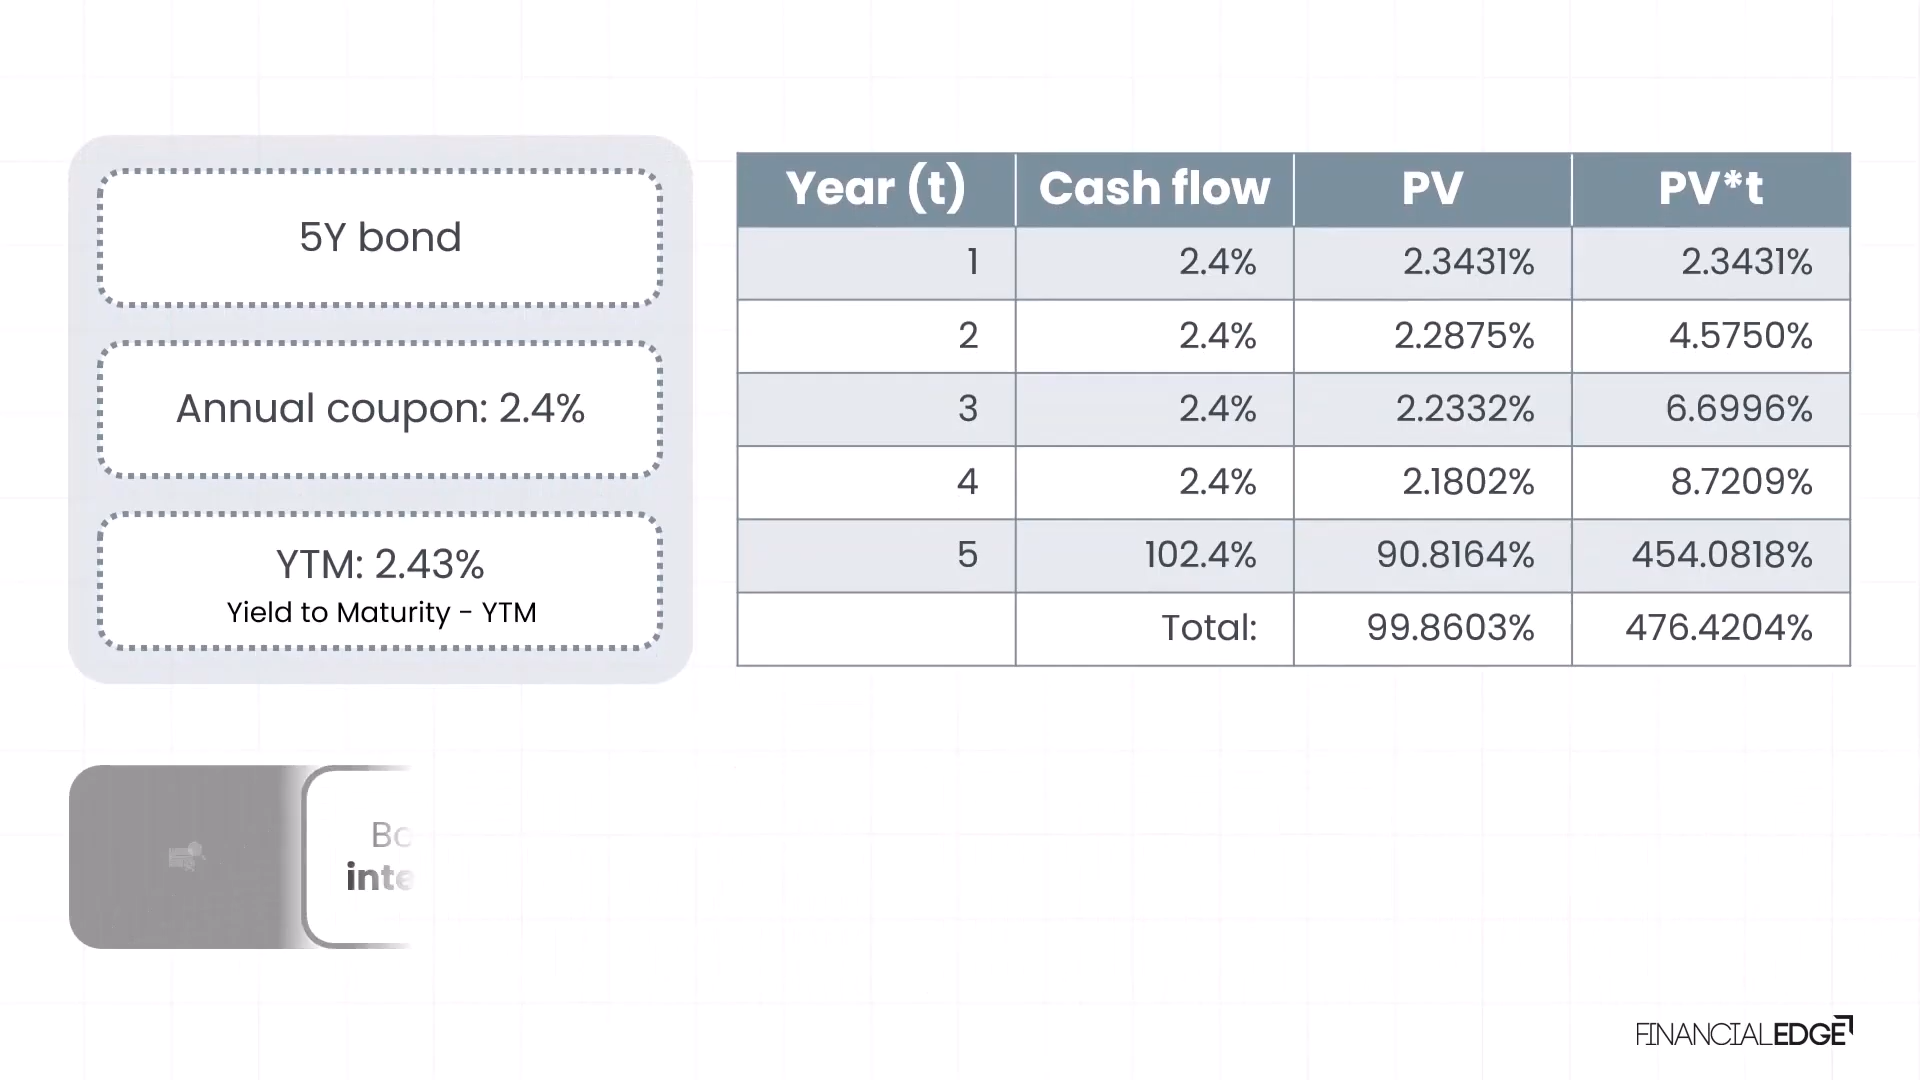 5Y bond
Annual coupon: 2.4%
YTM: 2.43%
Yield to Maturity - YTM
Year (t) Cash flow PV PV*t
1 2.4% 2.3431% 2.3431%
2 2.4% 2.2875% 4.5750%
3 2.4% 2.2332% 6.6996%
4 2.4% 2.1802% 8.7209%
5 102.4% 90.8164% 454.0818%
Total: 99.8603% 476.4204%
FINANCIALEDGE